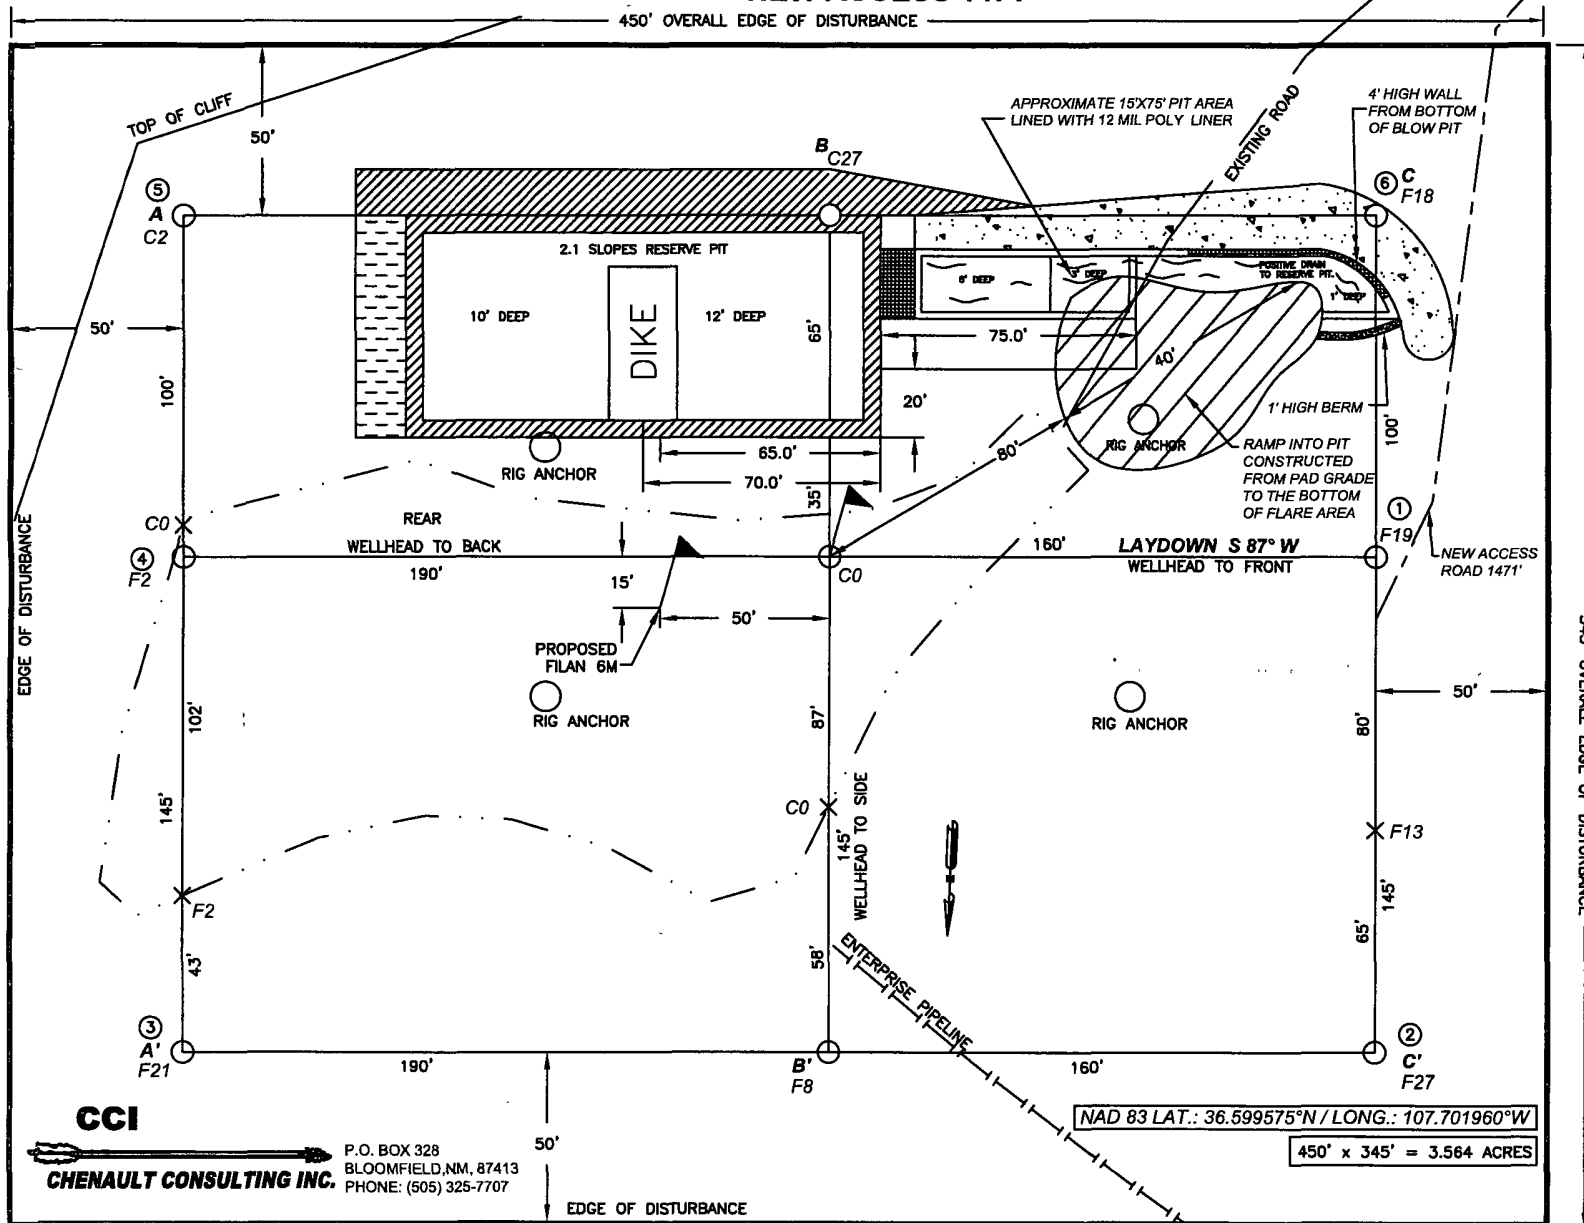 450' OVERALL EDGE OF DISTURBANCE
TOP OF CLIFF
50'
APPROXIMATE 15'X75' PIT AREA
LINED WITH 12 MIL POLY LINER
EXISTING ROAD
4' HIGH WALL
FROM BOTTOM
OF BLOW PIT
5
A
C2
B
C27
6
C
F18
2.1 SLOPES RESERVE PIT
10' DEEP
DIKE
12' DEEP
65'
6' DEEP
POSITIVE DRAIN
TO RESERVE PIT.
1' DEEP
50'
100'
75.0'
40'
20'
1' HIGH BERM
100'
RIG ANCHOR
RIG ANCHOR
80'
65.0'
70.0'
35'
RAMP INTO PIT
CONSTRUCTED
FROM PAD GRADE
TO THE BOTTOM
OF FLARE AREA
C0
REAR
WELLHEAD TO BACK
4
F2
190'
15'
C0
160'
LAYDOWN S 87° W
WELLHEAD TO FRONT
1
F19
NEW ACCESS
ROAD 1471'
EDGE OF DISTURBANCE
50'
PROPOSED
FILAN 6M
RIG ANCHOR
RIG ANCHOR
50'
102'
87'
80'
145'
C0
145'
WELLHEAD TO SIDE
F13
F2
145'
43'
58'
65'
ENTERPRISE PIPELINE
3
A'
F21
190'
B'
F8
160'
2
C'
F27
NAD 83 LAT.: 36.599575°N / LONG.: 107.701960°W
450' x 345' = 3.564 ACRES
CCI
CHENAULT CONSULTING INC.
P.O. BOX 328
BLOOMFIELD,NM, 87413
PHONE: (505) 325-7707
50'
EDGE OF DISTURBANCE